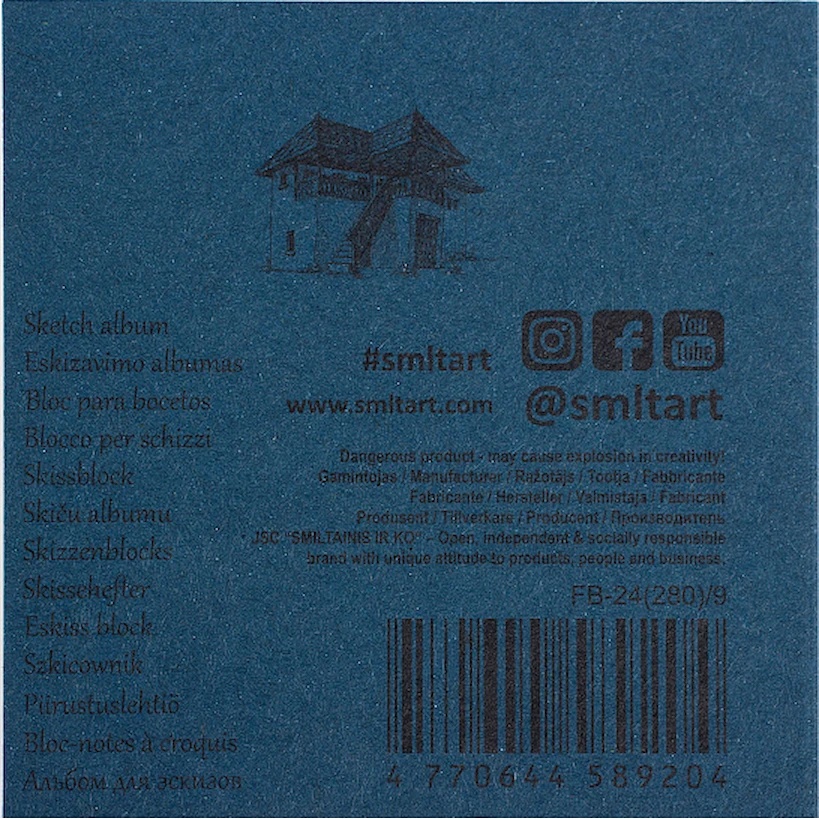 Sketch album
Eskizavimo albumas
Bloc para bocetos
Blocco per schizzi
Skissblock
Skiču albumu
Skizzenblocks
Skissehefter
Eskiss block
Szkicownik
Piirustuslehtiö
Bloc-notes à croquis
Альбом для эскизов
#smltart
www.smltart.com
You
Tube
@smltart
Dangerous product - may cause explosion in creativity!
Gamintojas / Manufacturer / Ražotājs / Tootja / Fabbricante
Fabricante / Hersteller / Valmistaja / Fabricant
Produsent / Tillverkare / Producent / Производитель
JSC "SMILTAINIS IR KO" - Open, independent & socially responsible
brand with unique attitude to products, people and business.
FB-24(280)/9
4 770644 589204